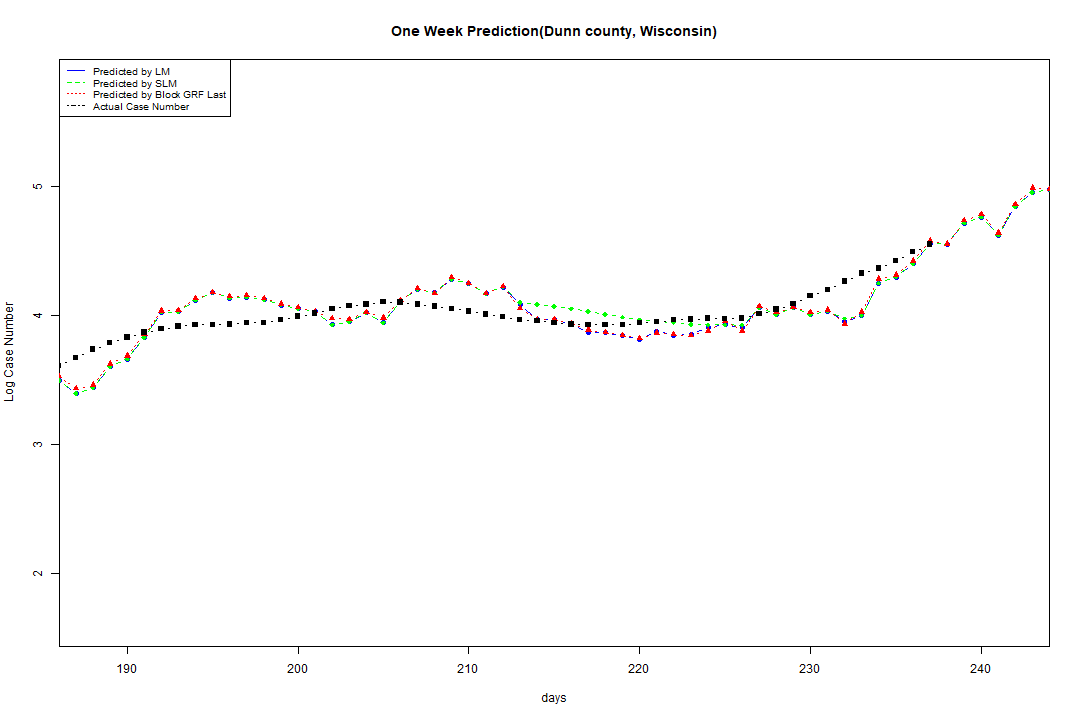 One Week Prediction(Dunn county, Wisconsin)
Predicted by LM
Predicted by SLM
Predicted by Block GRF Last
Actual Case Number
5
4
3
2
Log Case Number
190 200 210 220 230 240
days